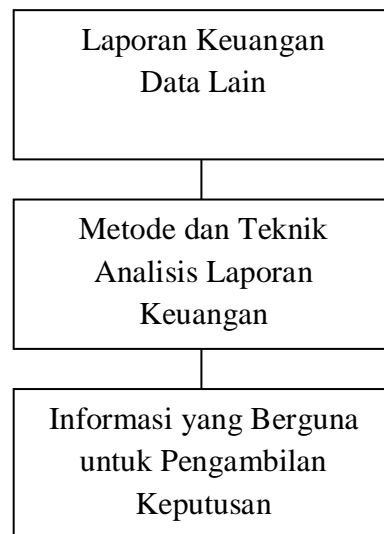 Laporan Keuangan
Data Lain
Metode dan Teknik
Analisis Laporan
Keuangan
Informasi yang Berguna
untuk Pengambilan
Keputusan